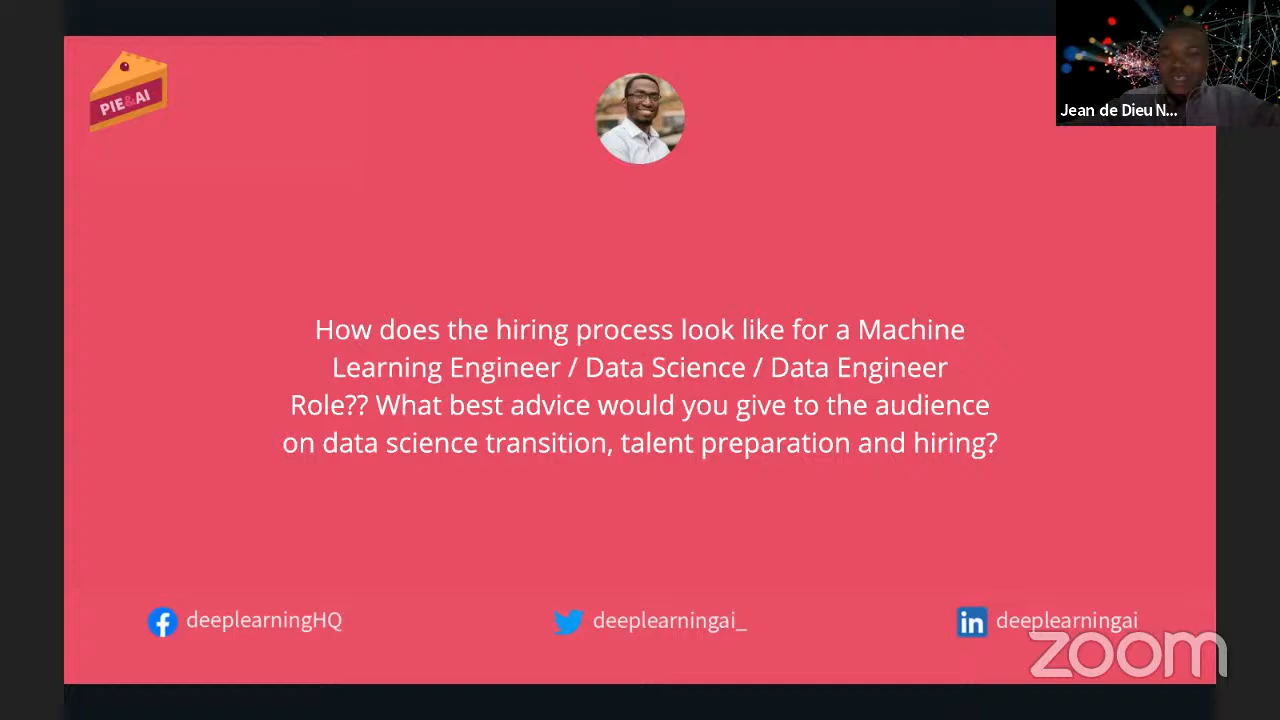 PIE&AI
Jean de Dieu N...
How does the hiring process look like for a Machine
Learning Engineer / Data Science / Data Engineer
Role?? What best advice would you give to the audience
on data science transition, talent preparation and hiring?
deeplearningHQ
deeplearningai_
deeplearningai
zoom